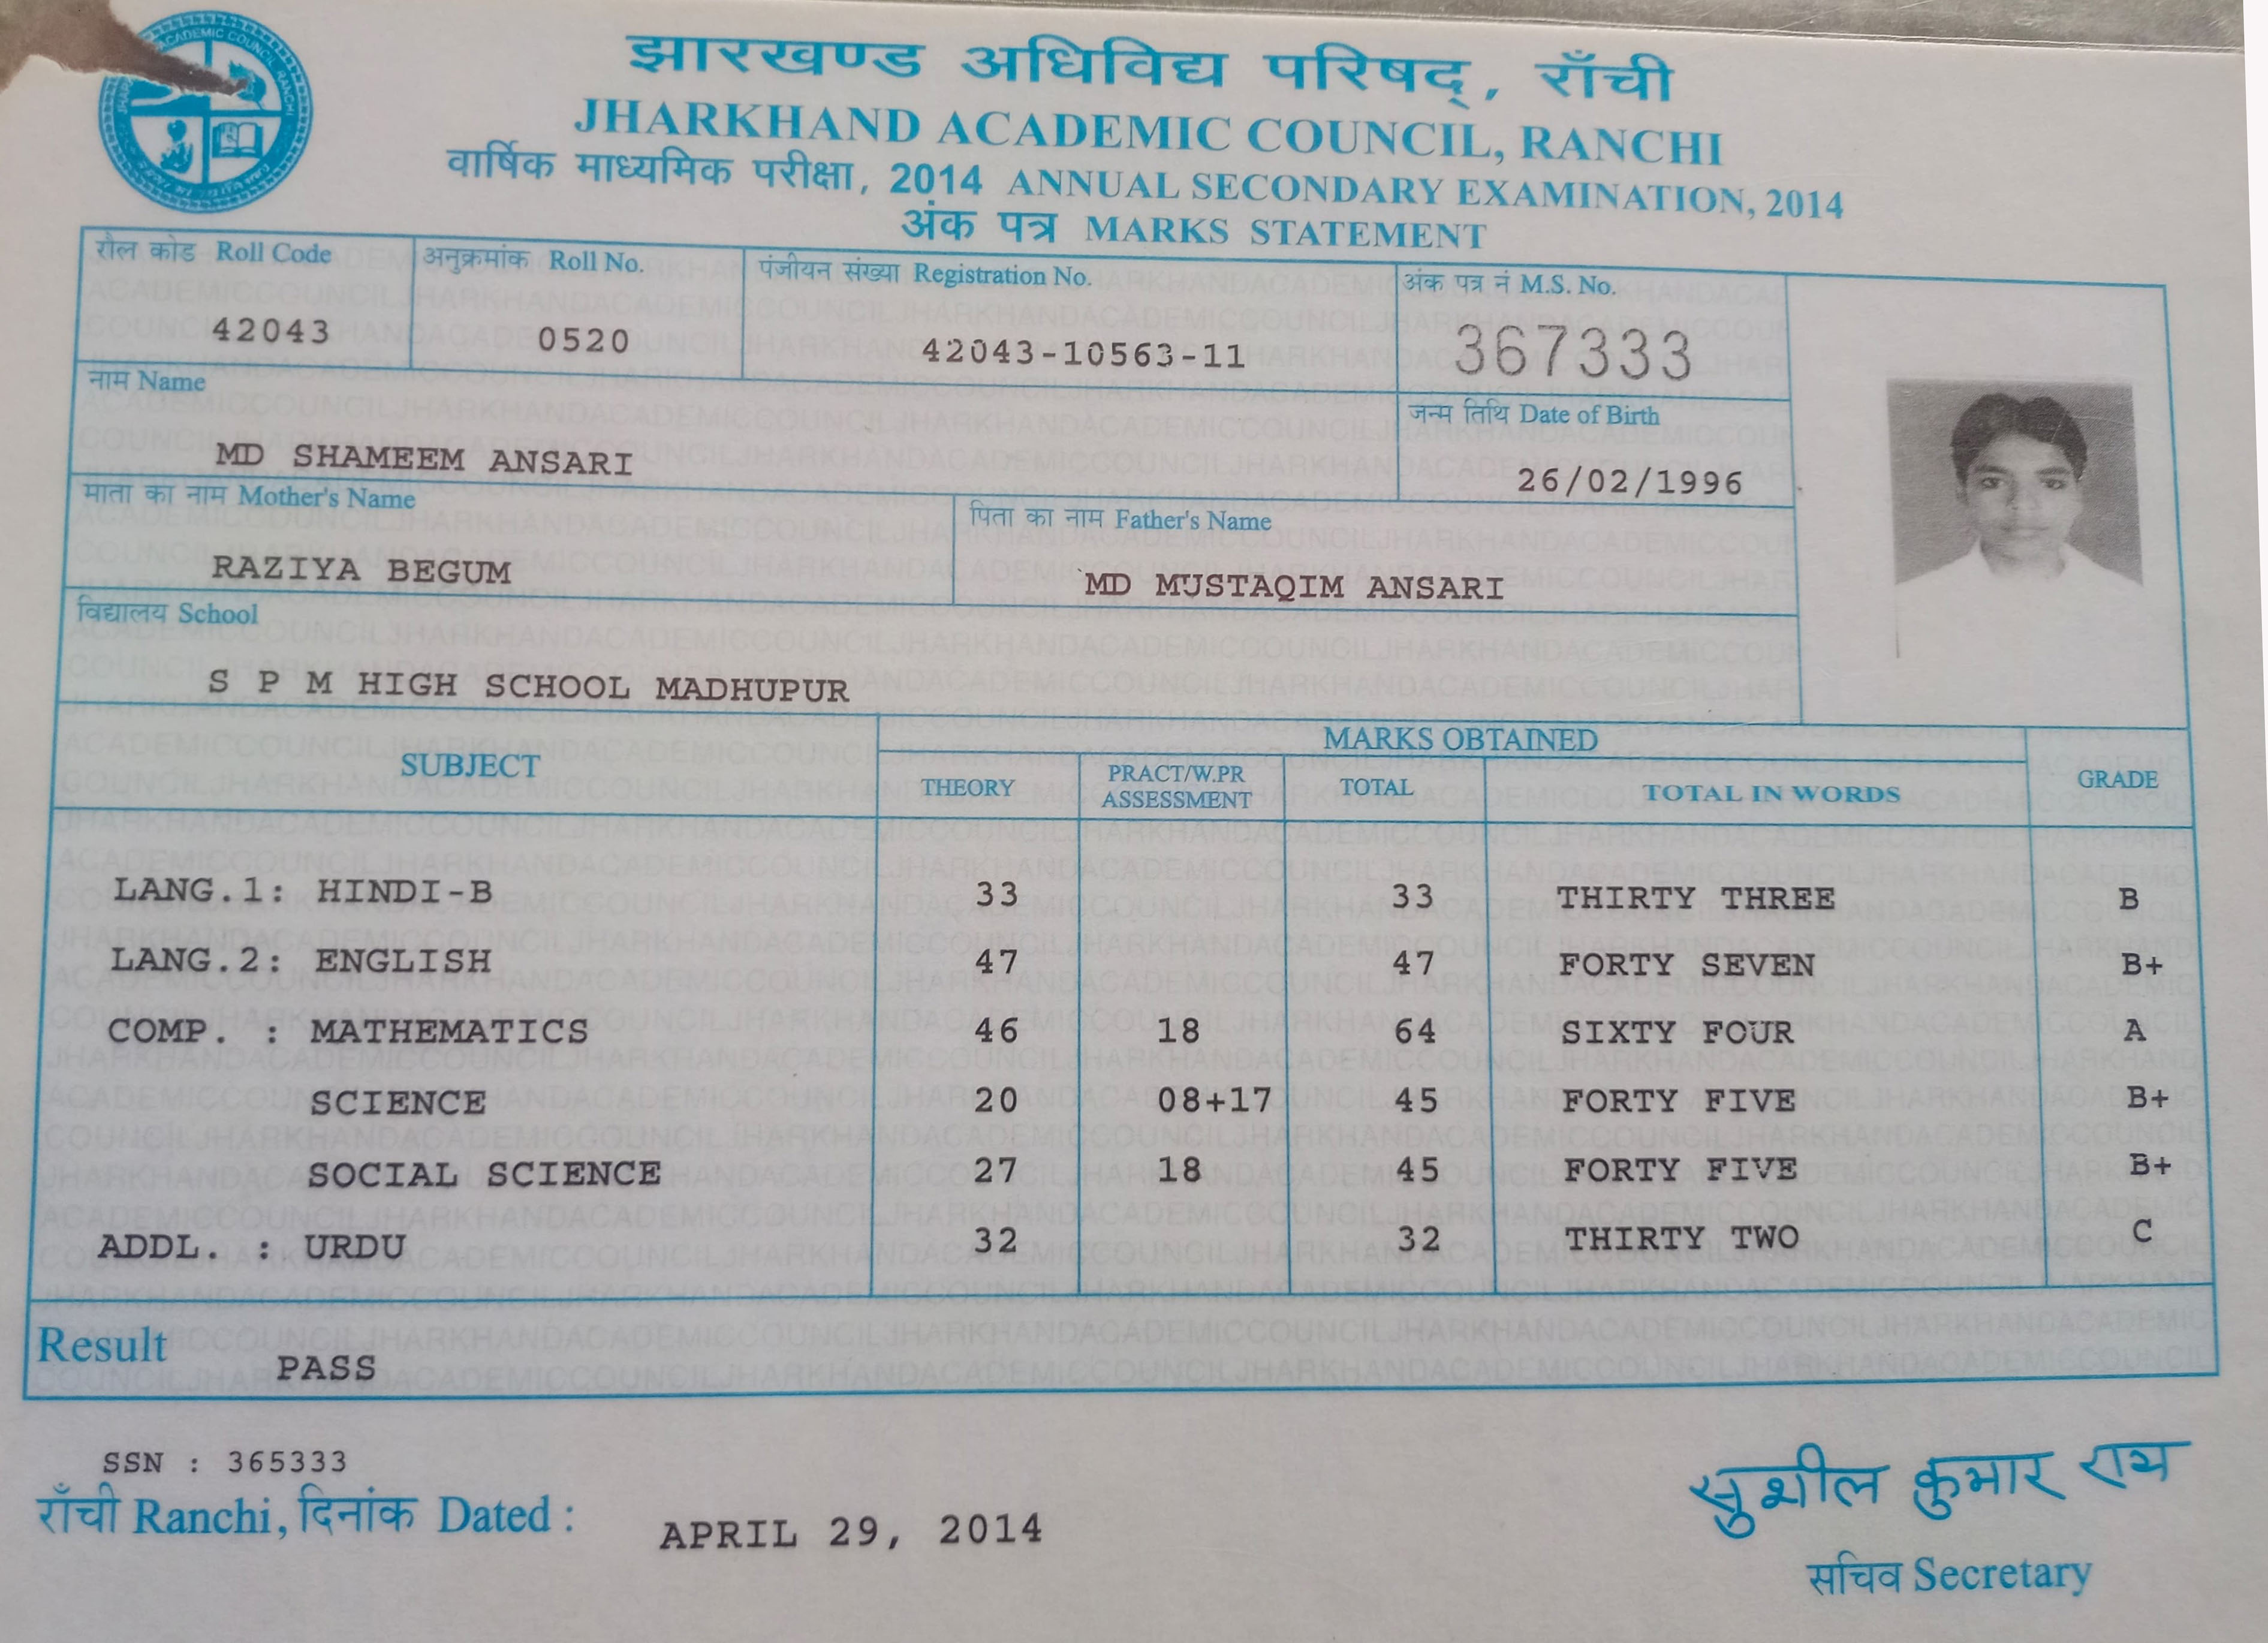 झारखण्ड अधिविद्य परिषद्, राँची
JHARKHAND ACADEMIC COUNCIL, RANCHI
वार्षिक माध्यमिक परीक्षा, 2014 ANNUAL SECONDARY EXAMINATION, 2014
अंक पत्र MARKS STATEMENT
रौल कोड Roll Code अनुक्रमांक Roll No. पंजीयन संख्या Registration No. अंक पत्र नं M.S. No.
42043 0520 42043-10563-11 367333
नाम Name जन्म तिथि Date of Birth
MD SHAMEEM ANSARI 26/02/1996
माता का नाम Mother's Name पिता का नाम Father's Name
RAZIYA BEGUM MD MUSTAQIM ANSARI
विद्यालय School
S P M HIGH SCHOOL MADHUPUR
SUBJECT MARKS OBTAINED GRADE
THEORY PRACT/W.PR ASSESSMENT TOTAL TOTAL IN WORDS
LANG.1: HINDI-B 33 33 THIRTY THREE B
LANG.2: ENGLISH 47 47 FORTY SEVEN B+
COMP. : MATHEMATICS 46 18 64 SIXTY FOUR A
SCIENCE 20 08+17 45 FORTY FIVE B+
SOCIAL SCIENCE 27 18 45 FORTY FIVE B+
ADDL. : URDU 32 32 THIRTY TWO C
Result
PASS
SSN : 365333
राँची Ranchi, दिनांक Dated : APRIL 29, 2014
सुशील कुमार राय
सचिव Secretary